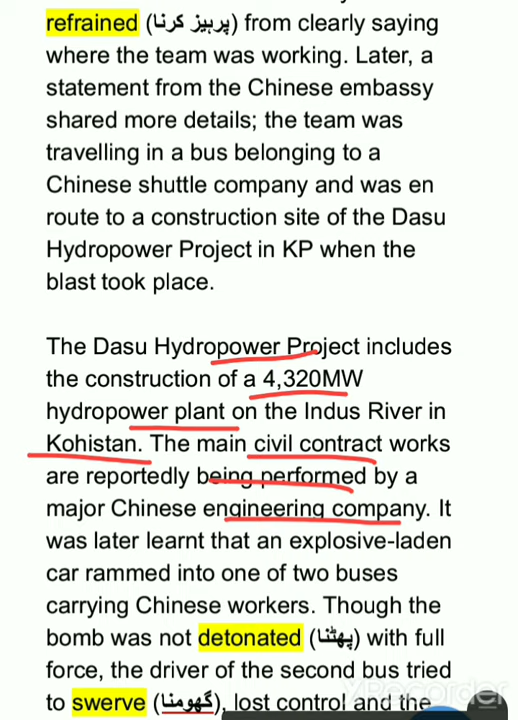 refrained (پرہیز کرنا) from clearly saying
where the team was working. Later, a
statement from the Chinese embassy
shared more details; the team was
travelling in a bus belonging to a
Chinese shuttle company and was en
route to a construction site of the Dasu
Hydropower Project in KP when the
blast took place.
The Dasu Hydropower Project includes
the construction of a 4,320MW
hydropower plant on the Indus River in
Kohistan. The main civil contract works
are reportedly being performed by a
major Chinese engineering company. It
was later learnt that an explosive-laden
car rammed into one of two buses
carrying Chinese workers. Though the
bomb was not detonated (پھٹنا) with full
force, the driver of the second bus tried
to swerve (گھومنا), lost control and the